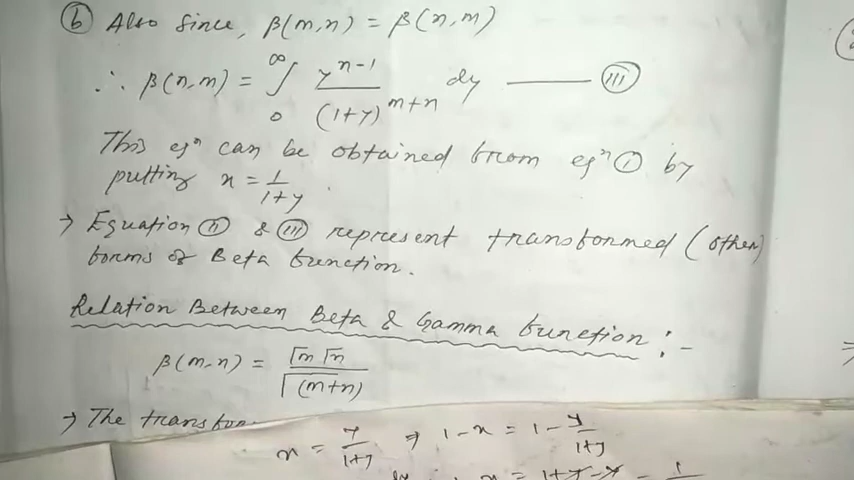 (b) Also Since, β(m,n) = β(n,m)
∴ β(n,m) = ∫₀^∞ y^(n-1) / (1+y)^(m+n) dy —— (III)
This eqⁿ can be obtained from eqⁿ (i) by
putting x = 1/(1+y).
→ Equation (II) & (III) represent transformed (other)
forms of Beta function.
Relation Between Beta & Gamma function :-
β(m,n) = Γm Γn / Γ(m+n)
→ The transfor
x = y/(1+y) ⇒ 1-x = 1 - y/(1+y)
x = 1+y-y = 1